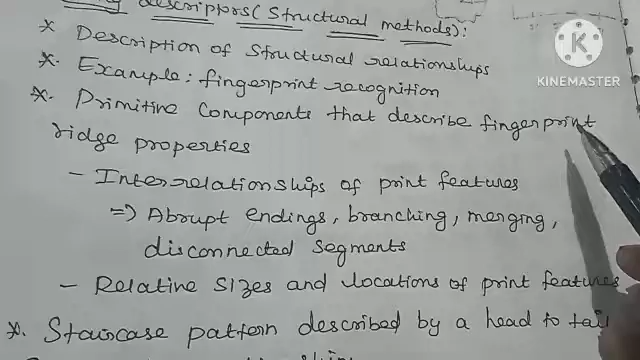 descriptors (Structural methods):
* Description of Structural relationships
*. Example: fingerprint recognition
*. Primitive Components that describe fingerprint
ridge properties
- Interrelationships of print features
=> Abrupt endings, branching, merging,
disconnected segments
- Relative Sizes and locations of print features
*. Staircase pattern described by a head to tail
K
KINEMASTER